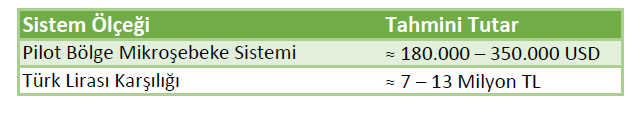 Sistem Ölçeği Tahmini Tutar
Pilot Bölge Mikroşebeke Sistemi ≈ 180.000 – 350.000 USD
Türk Lirası Karşılığı ≈ 7 – 13 Milyon TL